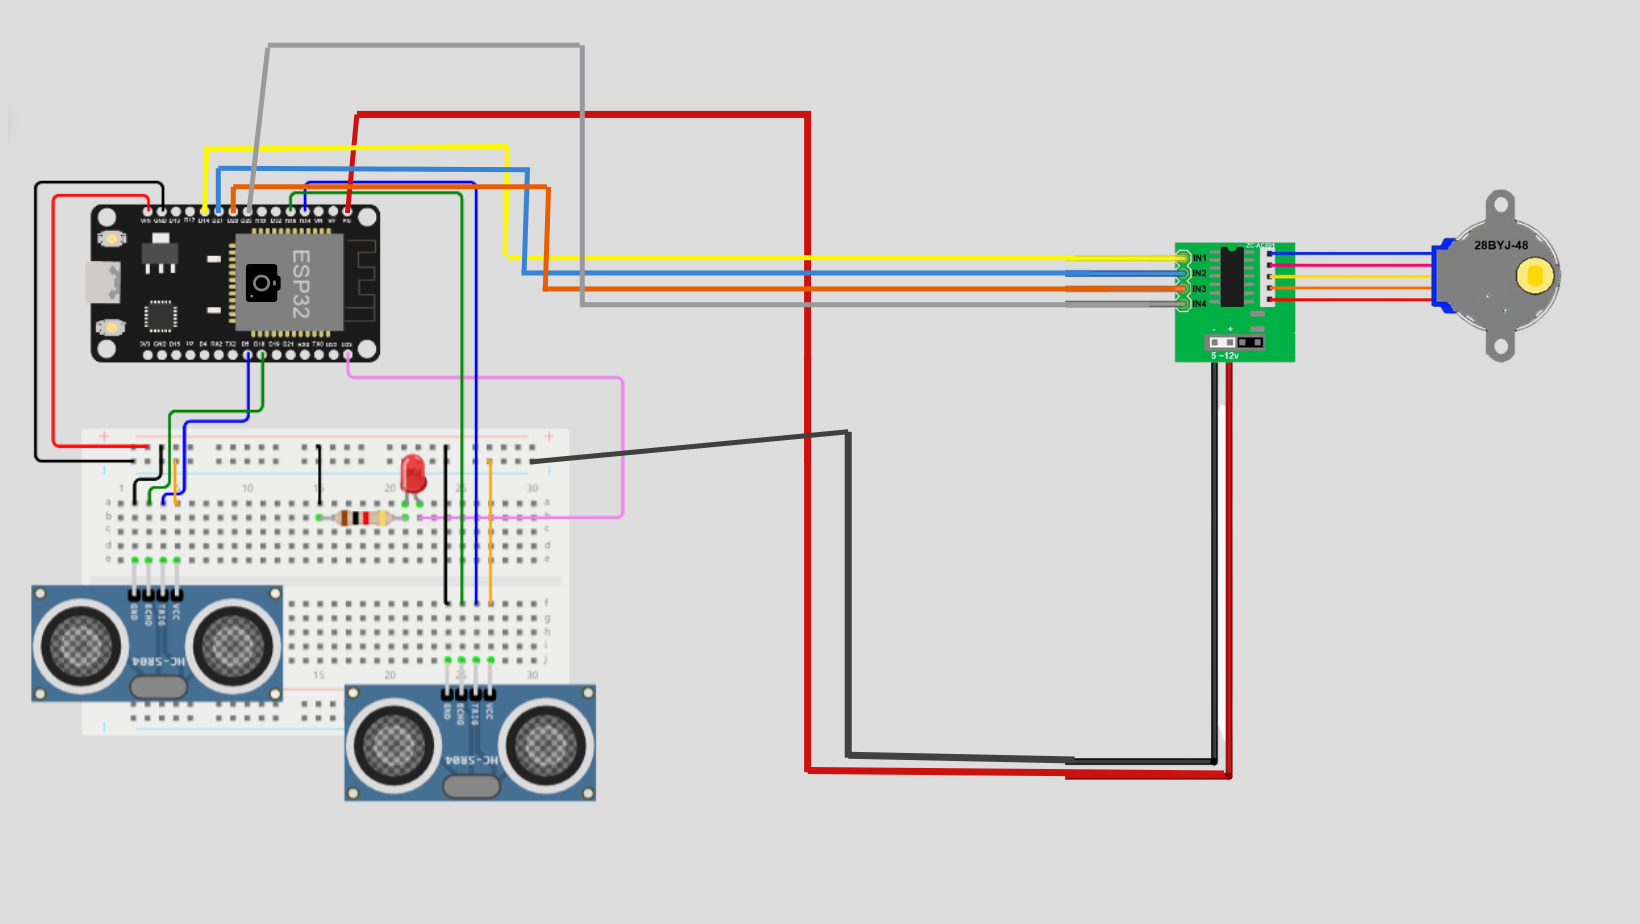 VIN GND D13 D12 D14 D27 D26 D25 D33 D32 D35 D34 VN VP EN
ESP32
3V3 GND D15 D2 D4 RX2 TX2 D5 D18 D19 D21 RX0 TX0 D22 D23
ZC-A0591
IN1
IN2
IN3
IN4
- +
5 ~12v
28BYJ-48
+ +
1 5 10 15 20 25 30
a a
b b
c c
d d
e e
f
g
h
i
j
15 20 25 30
GND ECHO TRIG VCC
HC-SR04
GND ECHO TRIG VCC
HC-SR04